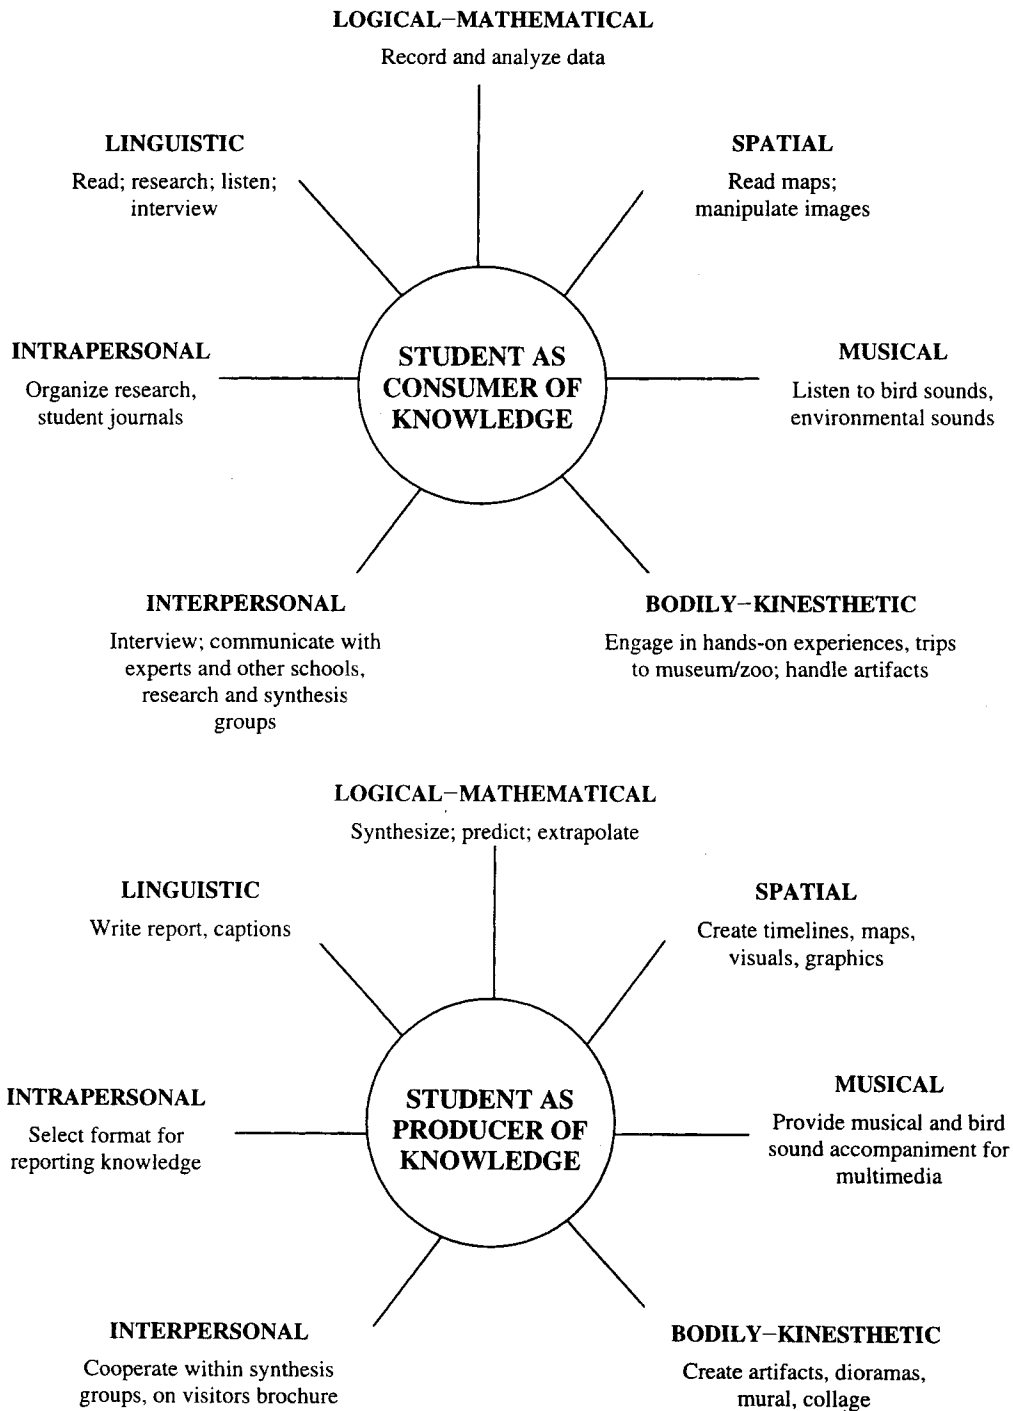 LOGICAL–MATHEMATICAL
Record and analyze data
LINGUISTIC
Read; research; listen;
interview
SPATIAL
Read maps;
manipulate images
INTRAPERSONAL
Organize research,
student journals
STUDENT AS
CONSUMER OF
KNOWLEDGE
MUSICAL
Listen to bird sounds,
environmental sounds
INTERPERSONAL
Interview; communicate with
experts and other schools,
research and synthesis
groups
BODILY–KINESTHETIC
Engage in hands-on experiences, trips
to museum/zoo; handle artifacts
LOGICAL–MATHEMATICAL
Synthesize; predict; extrapolate
LINGUISTIC
Write report, captions
SPATIAL
Create timelines, maps,
visuals, graphics
INTRAPERSONAL
Select format for
reporting knowledge
STUDENT AS
PRODUCER OF
KNOWLEDGE
MUSICAL
Provide musical and bird
sound accompaniment for
multimedia
INTERPERSONAL
Cooperate within synthesis
groups, on visitors brochure
BODILY–KINESTHETIC
Create artifacts, dioramas,
mural, collage